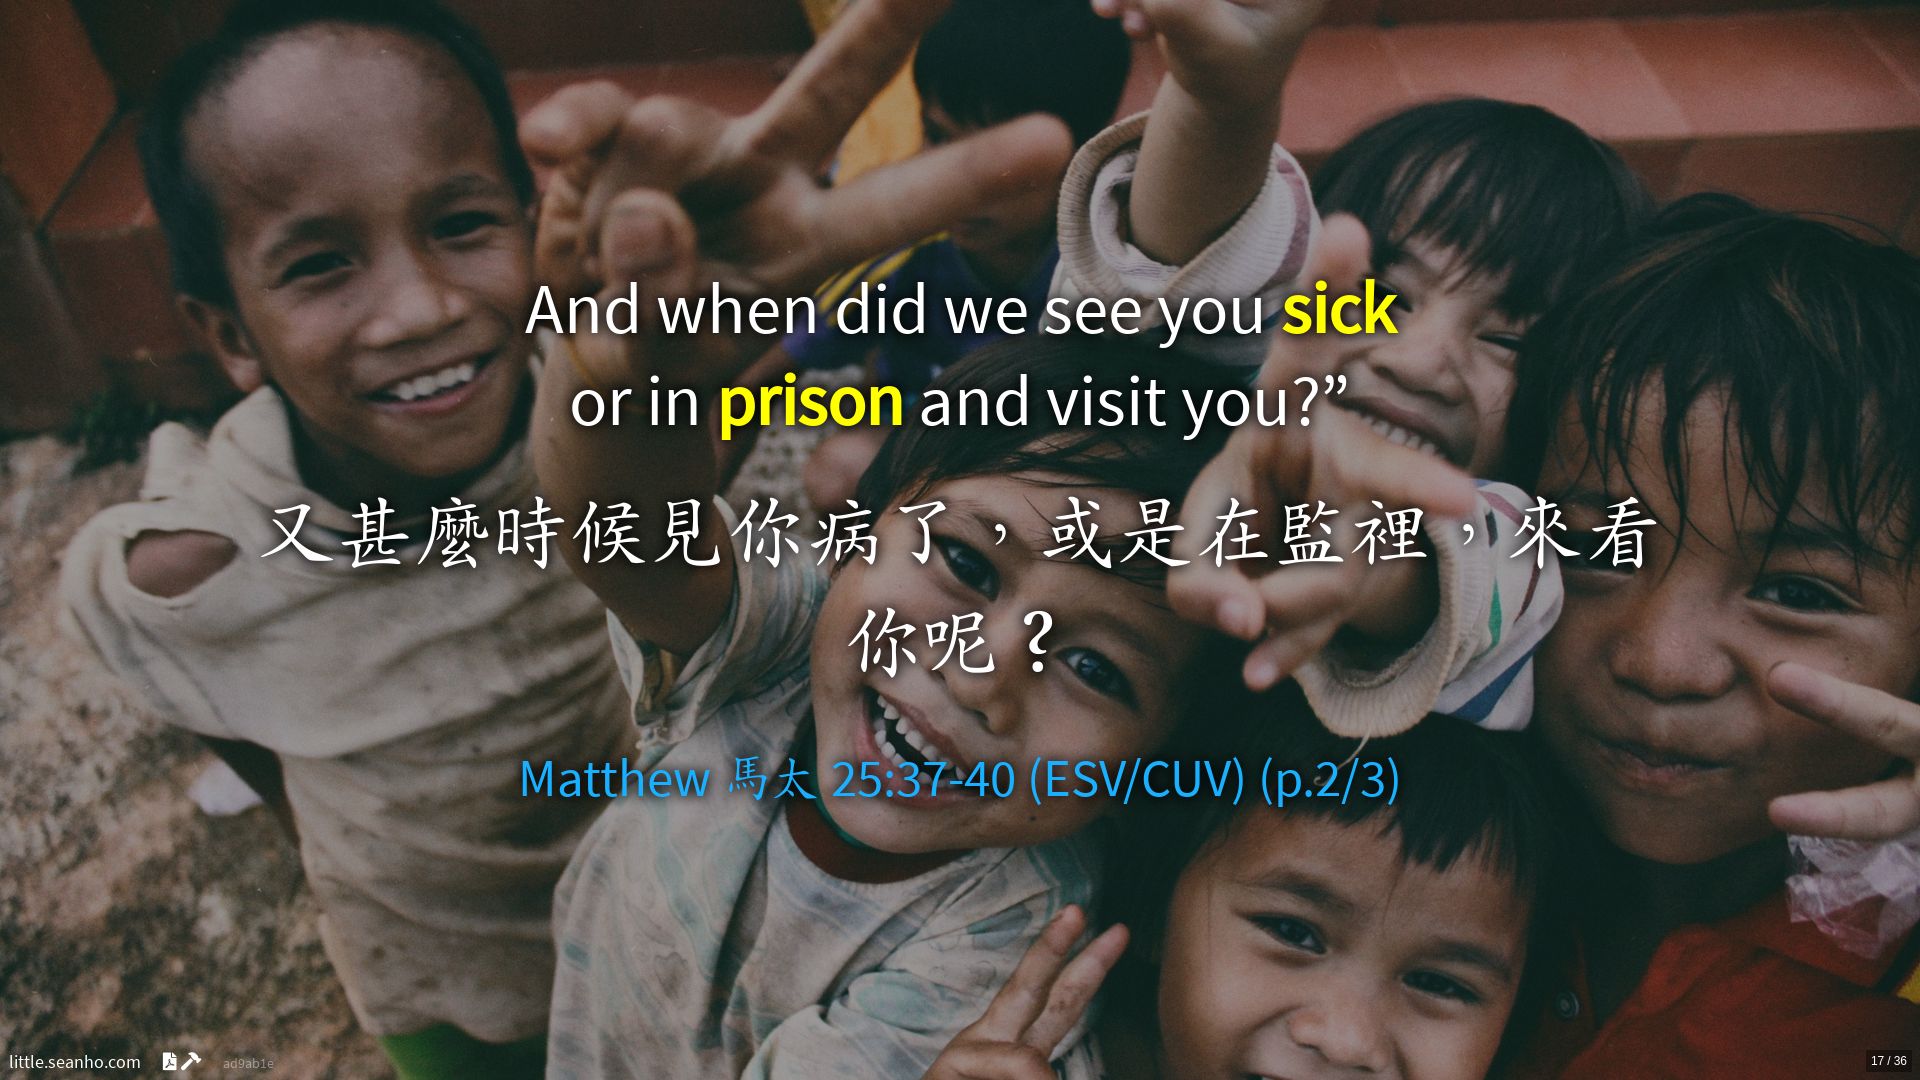 And when did we see you sick
or in prison and visit you?”
又甚麼時候見你病了，或是在監裡，來看
你呢？
Matthew 馬太 25:37-40 (ESV/CUV) (p.2/3)
little.seanho.com ad9ab1e
17 / 36